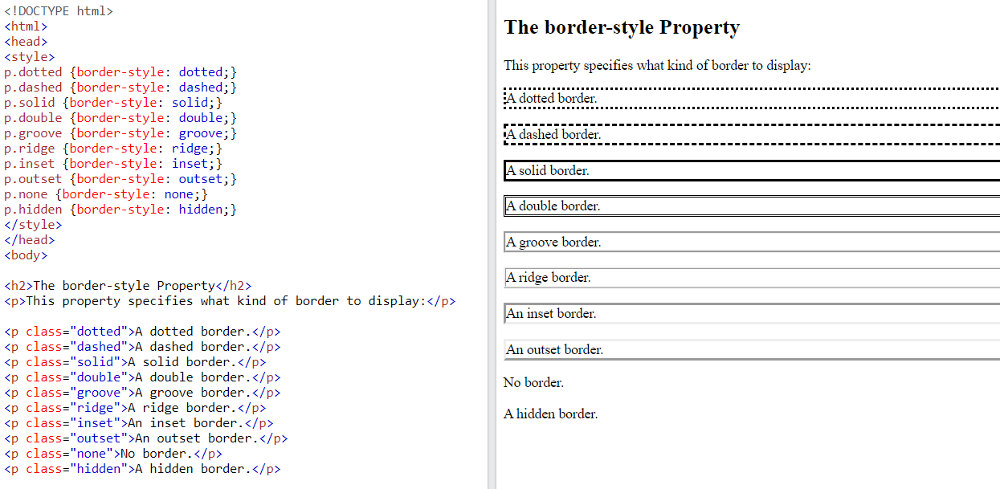 <!DOCTYPE html>
<html>
<head>
<style>
p.dotted {border-style: dotted;}
p.dashed {border-style: dashed;}
p.solid {border-style: solid;}
p.double {border-style: double;}
p.groove {border-style: groove;}
p.ridge {border-style: ridge;}
p.inset {border-style: inset;}
p.outset {border-style: outset;}
p.none {border-style: none;}
p.hidden {border-style: hidden;}
</style>
</head>
<body>
<h2>The border-style Property</h2>
<p>This property specifies what kind of border to display:</p>
<p class="dotted">A dotted border.</p>
<p class="dashed">A dashed border.</p>
<p class="solid">A solid border.</p>
<p class="double">A double border.</p>
<p class="groove">A groove border.</p>
<p class="ridge">A ridge border.</p>
<p class="inset">An inset border.</p>
<p class="outset">An outset border.</p>
<p class="none">No border.</p>
<p class="hidden">A hidden border.</p>
The border-style Property
This property specifies what kind of border to display:
A dotted border.
A dashed border.
A solid border.
A double border.
A groove border.
A ridge border.
An inset border.
An outset border.
No border.
A hidden border.